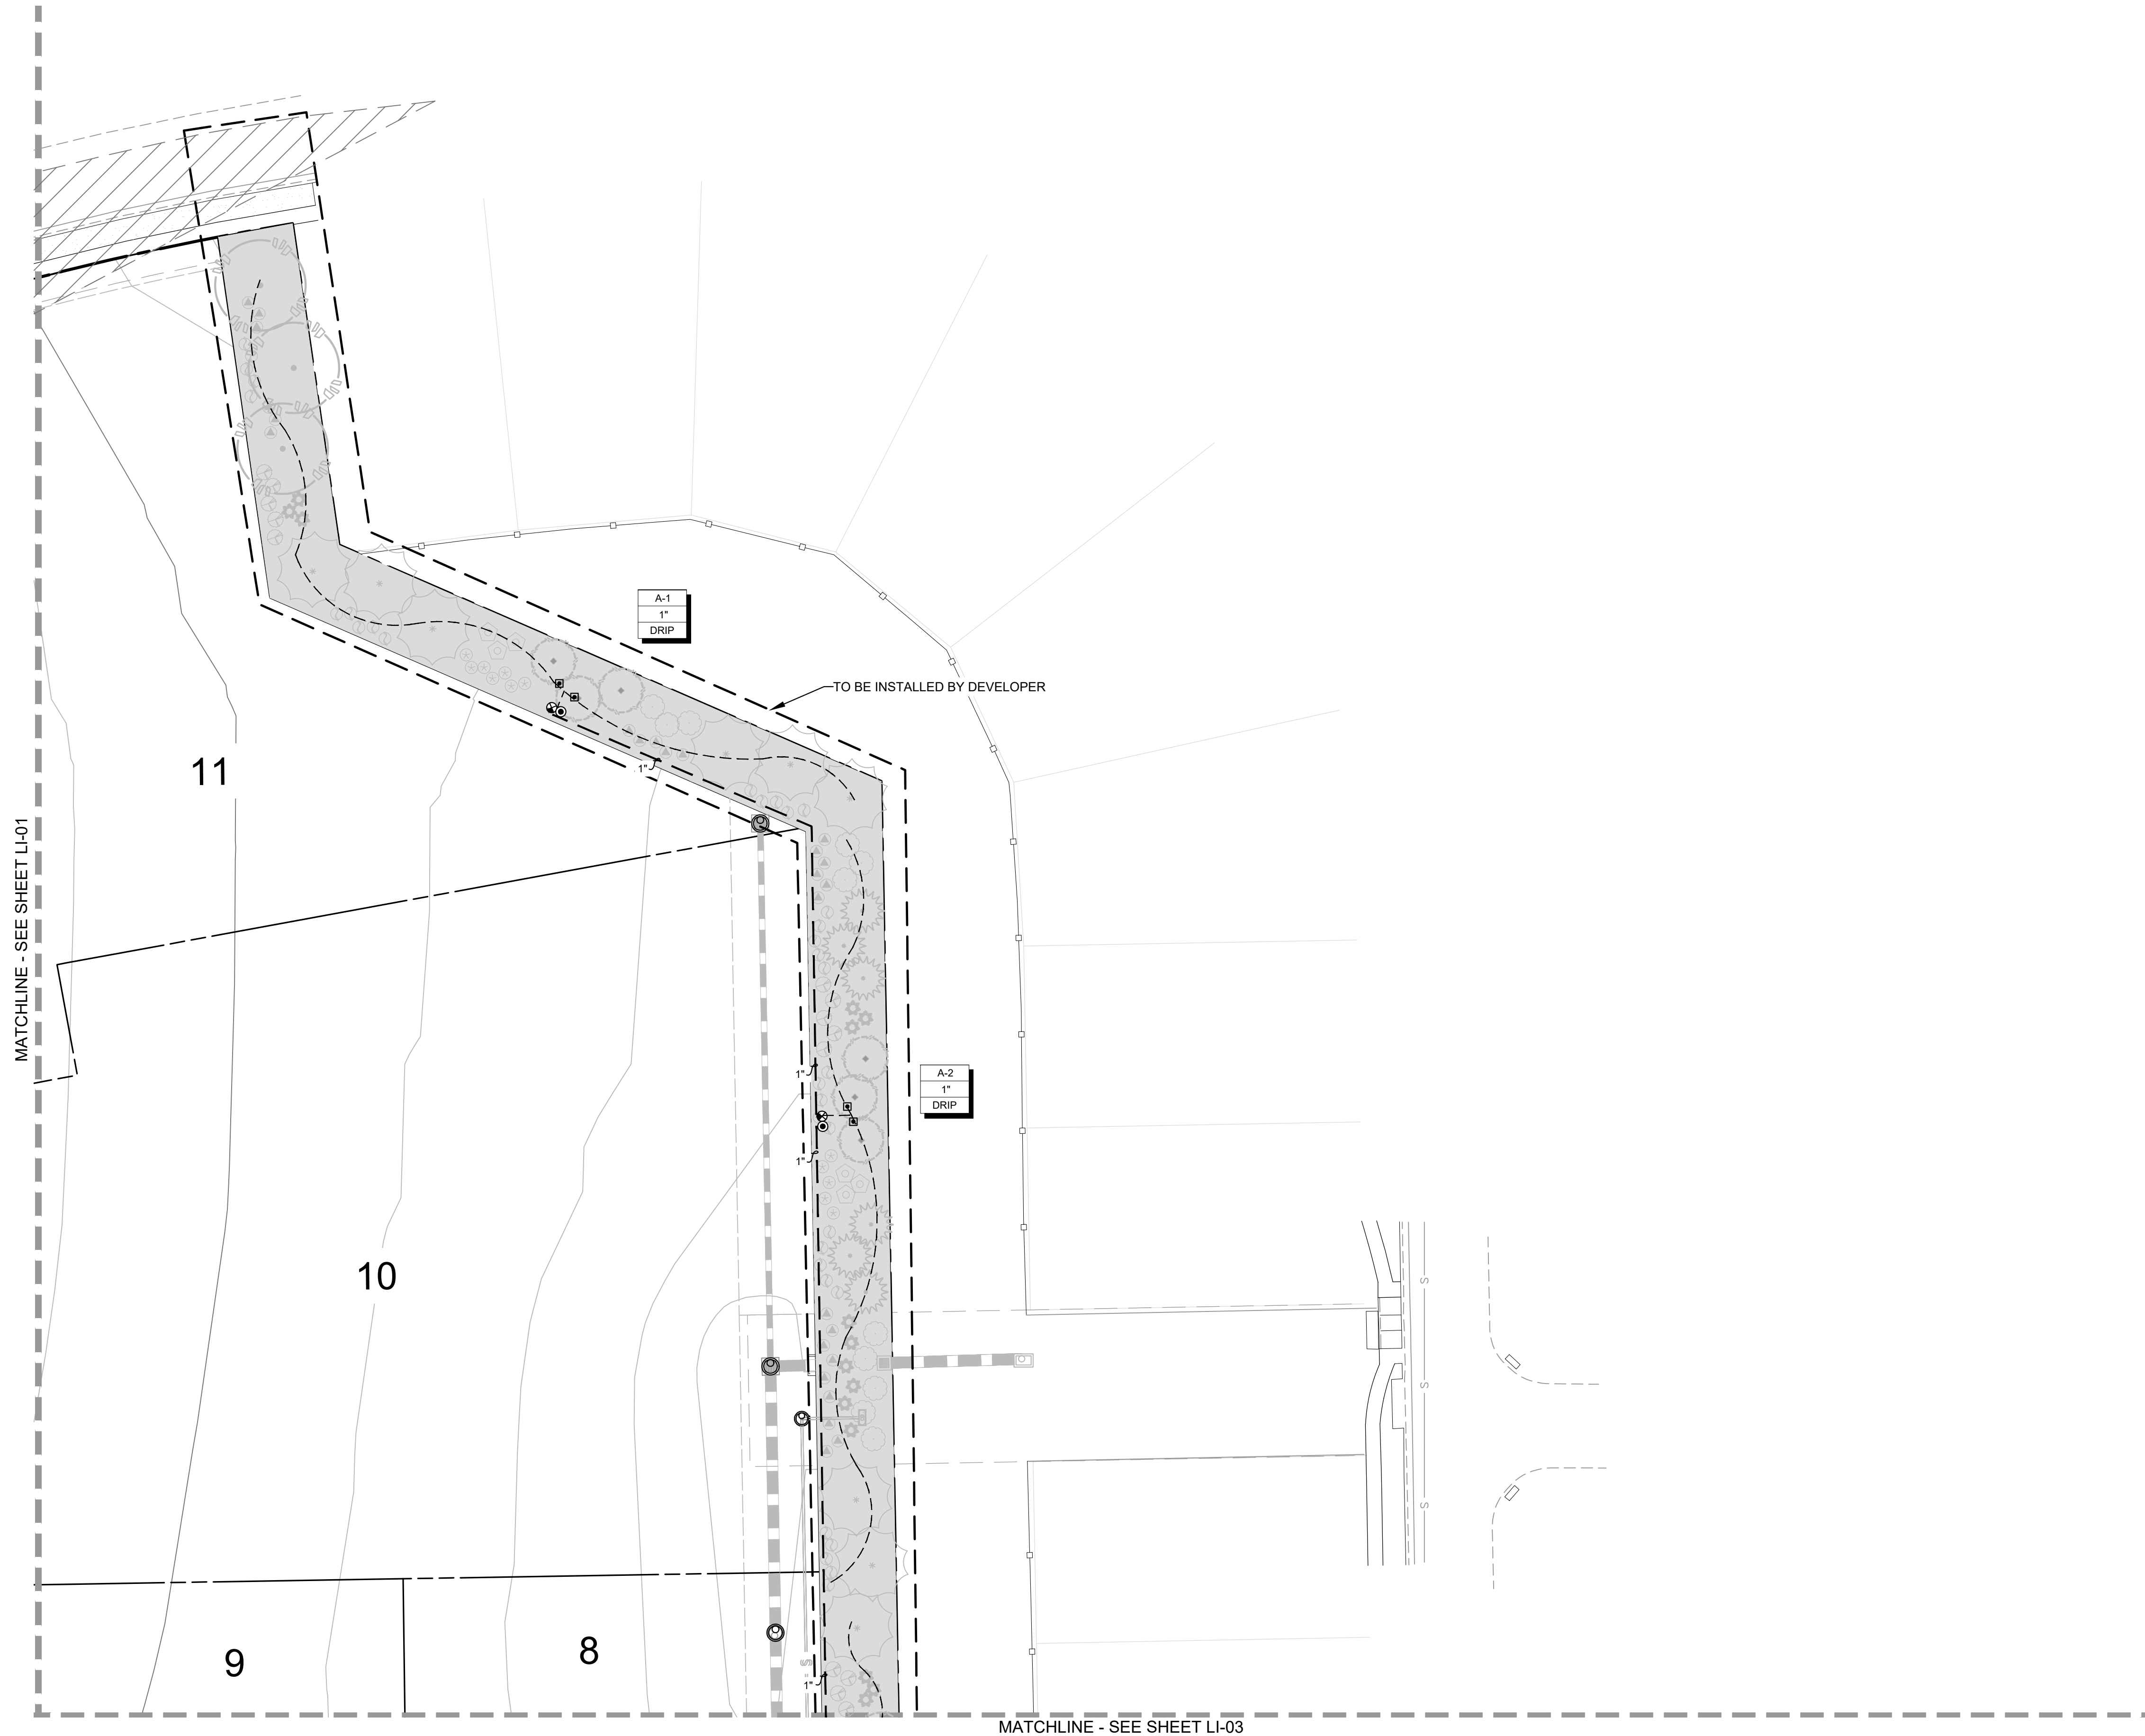 A-1
1"
DRIP
TO BE INSTALLED BY DEVELOPER
11
1"
MATCHLINE - SEE SHEET LI-01
1"
A-2
1"
DRIP
1"
10
S
S
S
9
8
S
1"
MATCHLINE - SEE SHEET LI-03